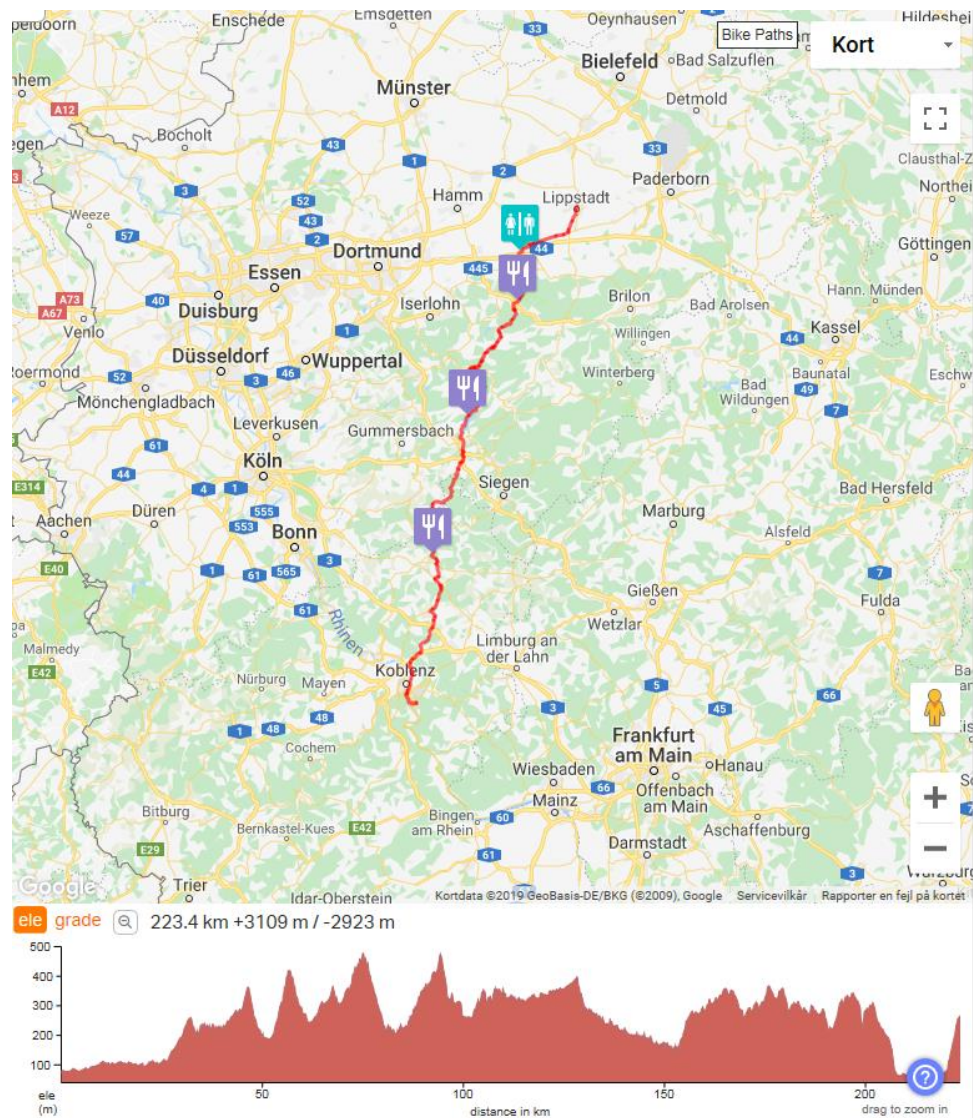 Enschede
Emsdetten
Oeynhausen
Hildeshei
33
Bike Paths
Kort
Bielefeld
Bad Salzuflen
Münster
Detmold
A12
Bocholt
43
1
2
33
Clausthal-Z
3
52
Hamm
Lippstadt
Paderborn
Northei
Weeze
43
57
2
Dortmund
44
Göttingen
Essen
445
A73
40
Iserlohn
Brilon
Bad Arolsen
Hann. Münden
A67
Duisburg
Venlo
1
Willingen
44
Kassel
Düsseldorf
Wuppertal
Roermond
52
3
46
Winterberg
Baunatal
Eschw
Mönchengladbach
Bad
Wildungen
49
7
Leverkusen
61
Gummersbach
Köln
44
Siegen
E314
4
1
Bad Hersfeld
Düren
555
Marburg
Aachen
553
Bonn
Alsfeld
E40
3
1
61
565
7
Gießen
61
Fulda
Rhinen
Wetzlar
Malmedy
Limburg an
der Lahn
E42
Koblenz
Nürburg
Mayen
5
66
48
3
45
1
48
Cochem
Frankfurt
am Main
Wiesbaden
Hanau
66
Offenbach
am Main
Mainz
Bitburg
Bingen
am Rhein
60
Aschaffenburg
Bernkastel-Kues
E42
Darmstadt
E29
61
3
Google
Trier
Idar-Oberstein
Würzburg
Kortdata ©2019 GeoBasis-DE/BKG (©2009), Google
Servicevilkår
Rapporter en fejl på kortet
ele grade 223.4 km +3109 m / -2923 m
500
400
300
200
100
50
100
150
200
ele
(m)
distance in km
drag to zoom in